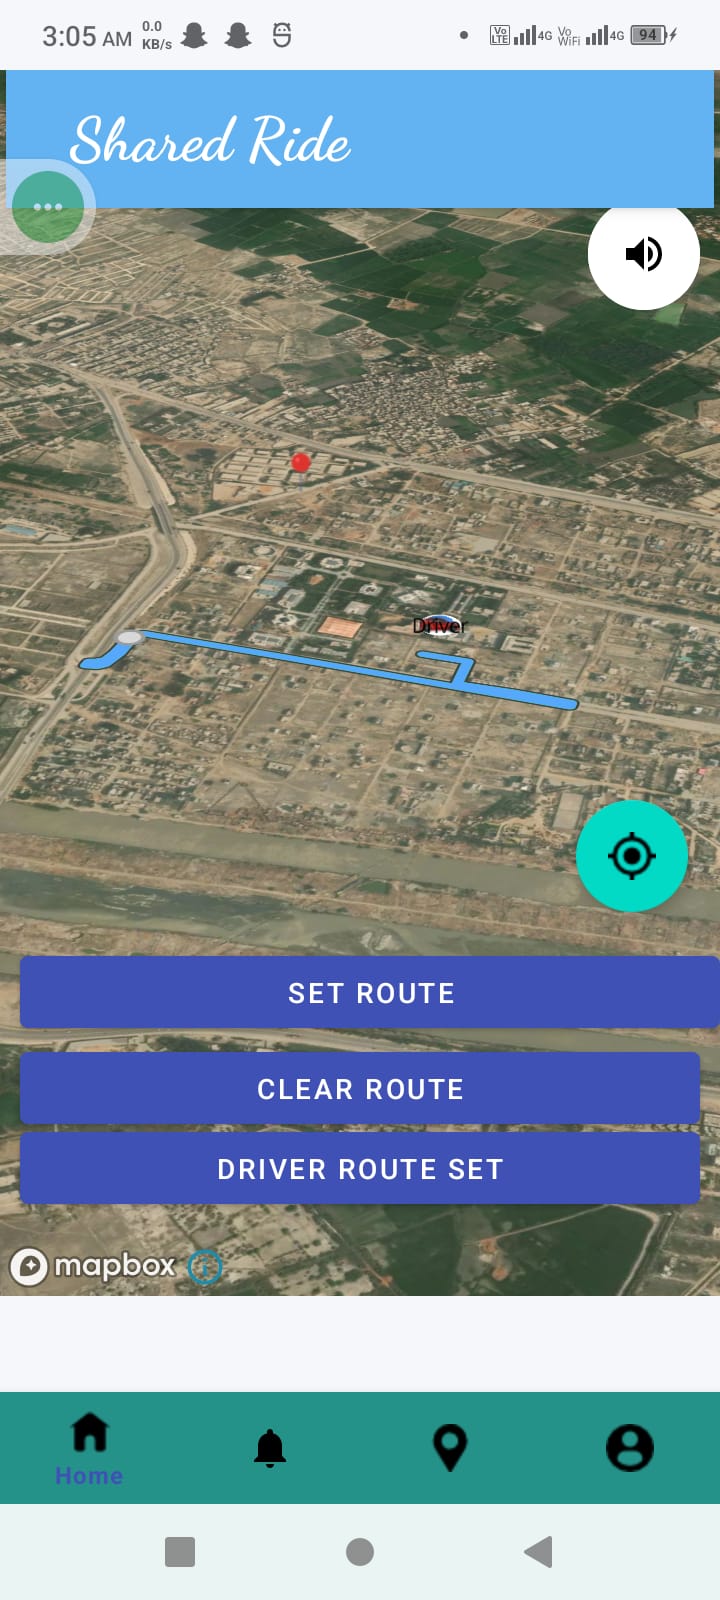 3:05 AM
0.0
KB/s
Vo
LTE
4G
Vo
WiFi
4G
94
Shared Ride
Driver
SET ROUTE
CLEAR ROUTE
DRIVER ROUTE SET
mapbox
Home